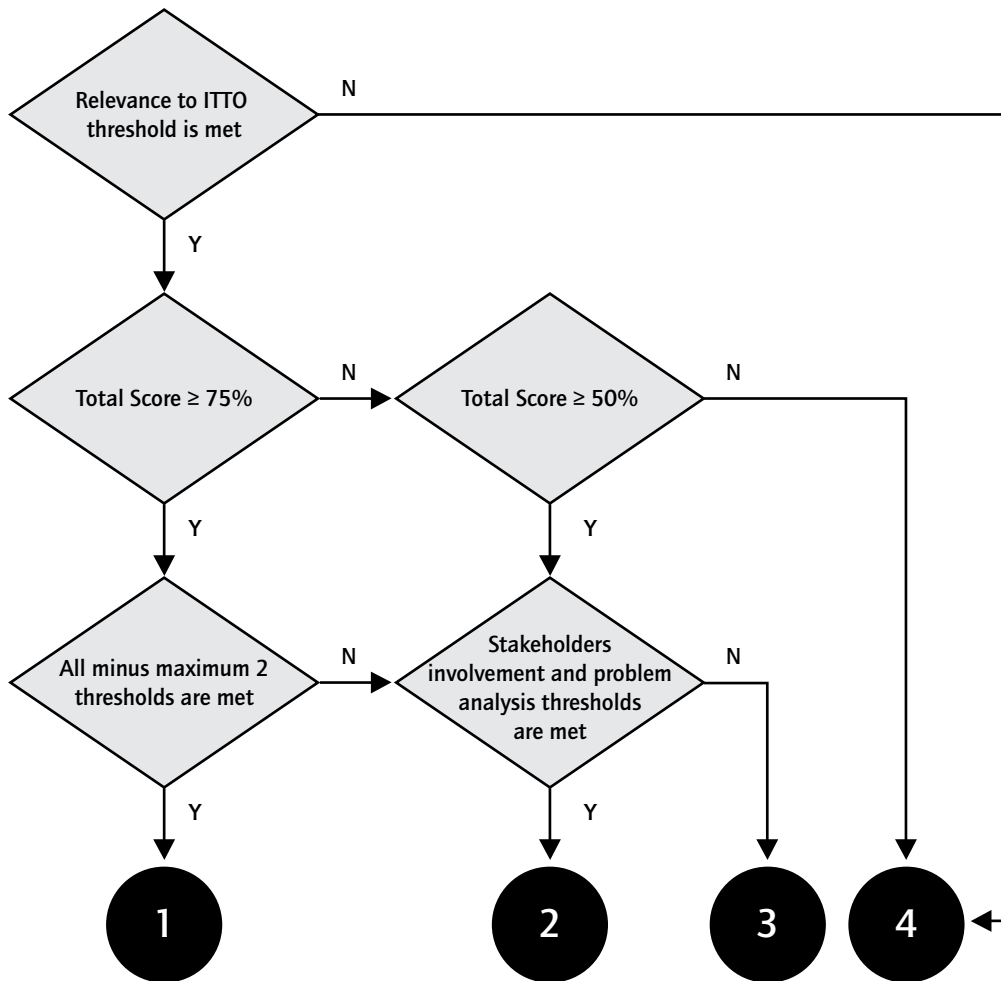 N
Relevance to ITTO
threshold is met
Y
Total Score ≥ 75%
N
Total Score ≥ 50%
N
Y
Y
All minus maximum 2
thresholds are met
N
Stakeholders
involvement and problem
analysis thresholds
are met
N
Y
Y
1
2
3
4